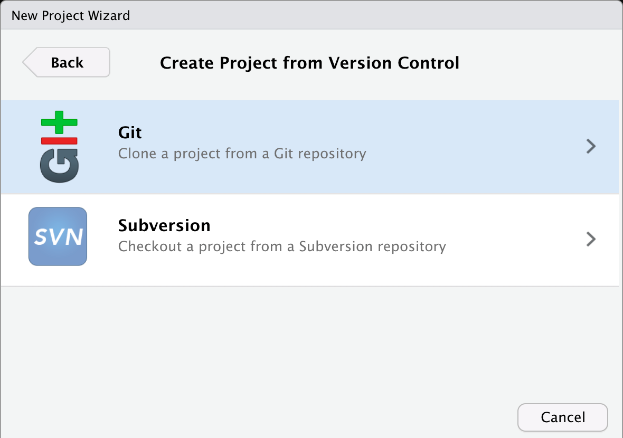 New Project Wizard
Back
Create Project from Version Control
git
Git
Clone a project from a Git repository
SVN
Subversion
Checkout a project from a Subversion repository
Cancel